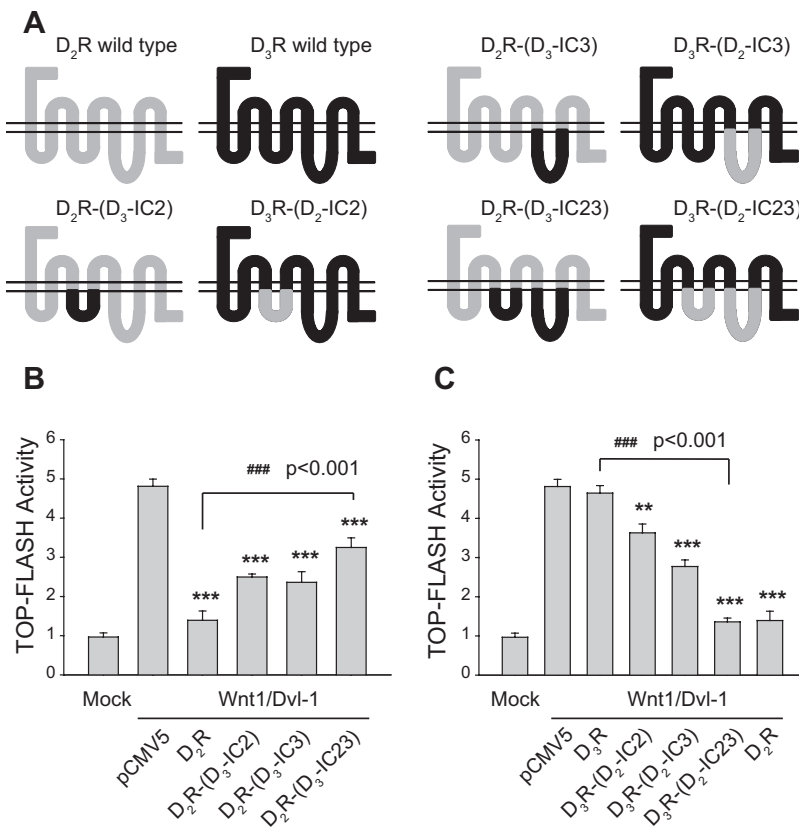 A
D2R wild type
D3R wild type
D2R-(D3-IC3)
D3R-(D2-IC3)
D2R-(D3-IC2)
D3R-(D2-IC2)
D2R-(D3-IC23)
D3R-(D2-IC23)
B
TOP-FLASH Activity
6
5
4
3
2
1
0
### p<0.001
***
***
***
***
Mock
Wnt1/Dvl-1
pCMV5
D2R
D2R-(D3-IC2)
D2R-(D3-IC3)
D2R-(D3-IC23)
C
TOP-FLASH Activity
6
5
4
3
2
1
0
### p<0.001
**
***
***
***
Mock
Wnt1/Dvl-1
pCMV5
D3R
D3R-(D2-IC2)
D3R-(D2-IC3)
D3R-(D2-IC23)
D2R